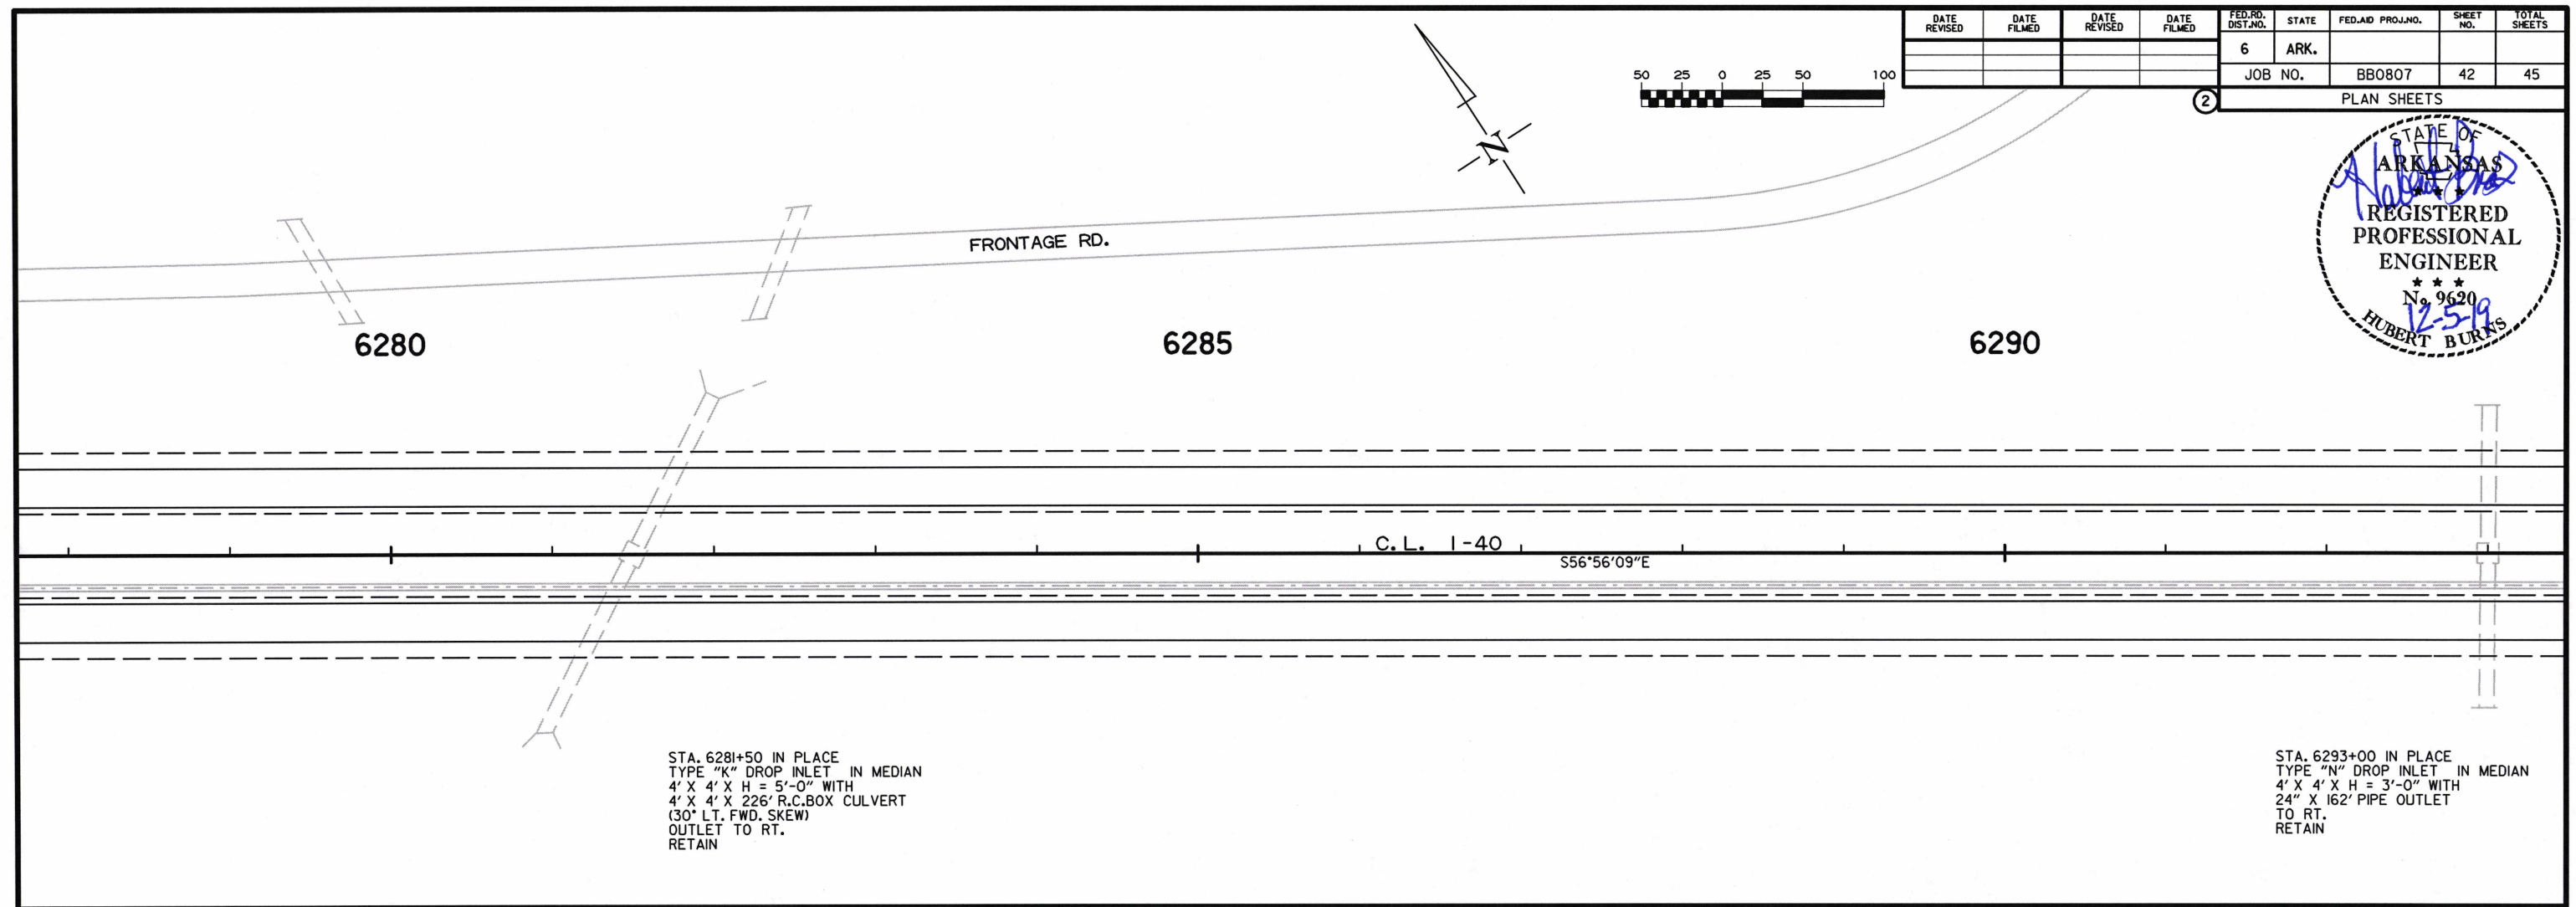 DATE REVISED
DATE FILMED
DATE REVISED
DATE FILMED
FED.RD. DIST.NO.
STATE
FED.AID PROJ.NO.
SHEET NO.
TOTAL SHEETS
6
ARK.
JOB NO.
BB0807
42
45
2
PLAN SHEETS
50 25 0 25 50 100
N
STATE OF
ARKANSAS
★ ★ ★
REGISTERED
PROFESSIONAL
ENGINEER
★ ★ ★
No. 9620
12-5-19
HUBERT BURNS
FRONTAGE RD.
6280
6285
6290
C.L. I-40
S56°56'09"E
STA. 6281+50 IN PLACE
TYPE "K" DROP INLET IN MEDIAN
4' X 4' X H = 5'-0" WITH
4' X 4' X 226' R.C.BOX CULVERT
(30° LT. FWD. SKEW)
OUTLET TO RT.
RETAIN
STA. 6293+00 IN PLACE
TYPE "N" DROP INLET IN MEDIAN
4' X 4' X H = 3'-0" WITH
24" X 162' PIPE OUTLET
TO RT.
RETAIN